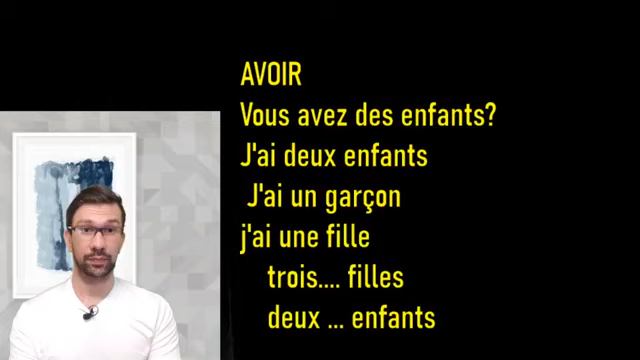 AVOIR
Vous avez des enfants?
J'ai deux enfants
J'ai un garçon
j'ai une fille
trois.... filles
deux ... enfants